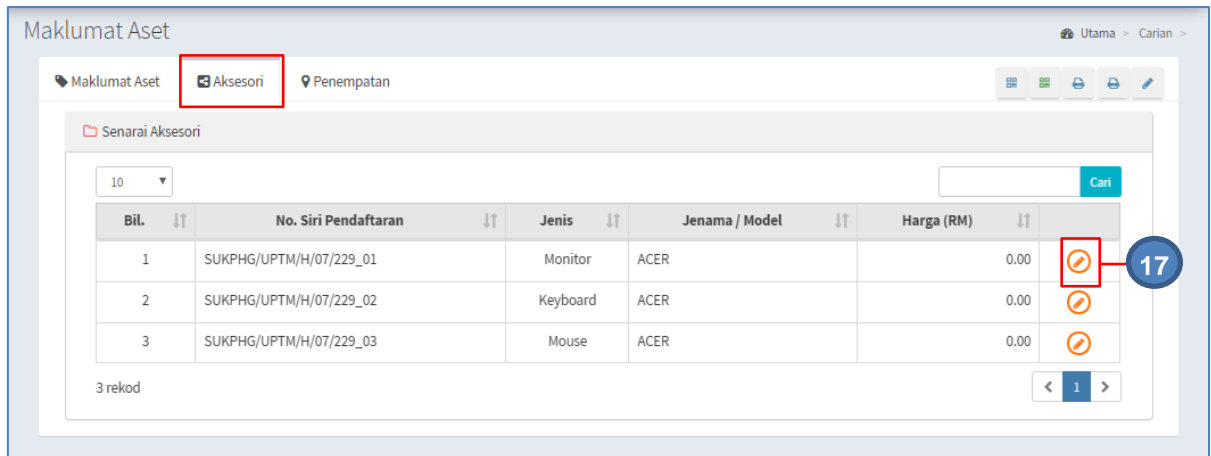 Maklumat Aset
Utama > Carian >
Maklumat Aset Aksesori Penempatan
Senarai Aksesori
10 Cari
Bil. No. Siri Pendaftaran Jenis Jenama / Model Harga (RM)
1 SUKPHG/UPTM/H/07/229_01 Monitor ACER 0.00
17
2 SUKPHG/UPTM/H/07/229_02 Keyboard ACER 0.00
3 SUKPHG/UPTM/H/07/229_03 Mouse ACER 0.00
3 rekod < 1 >